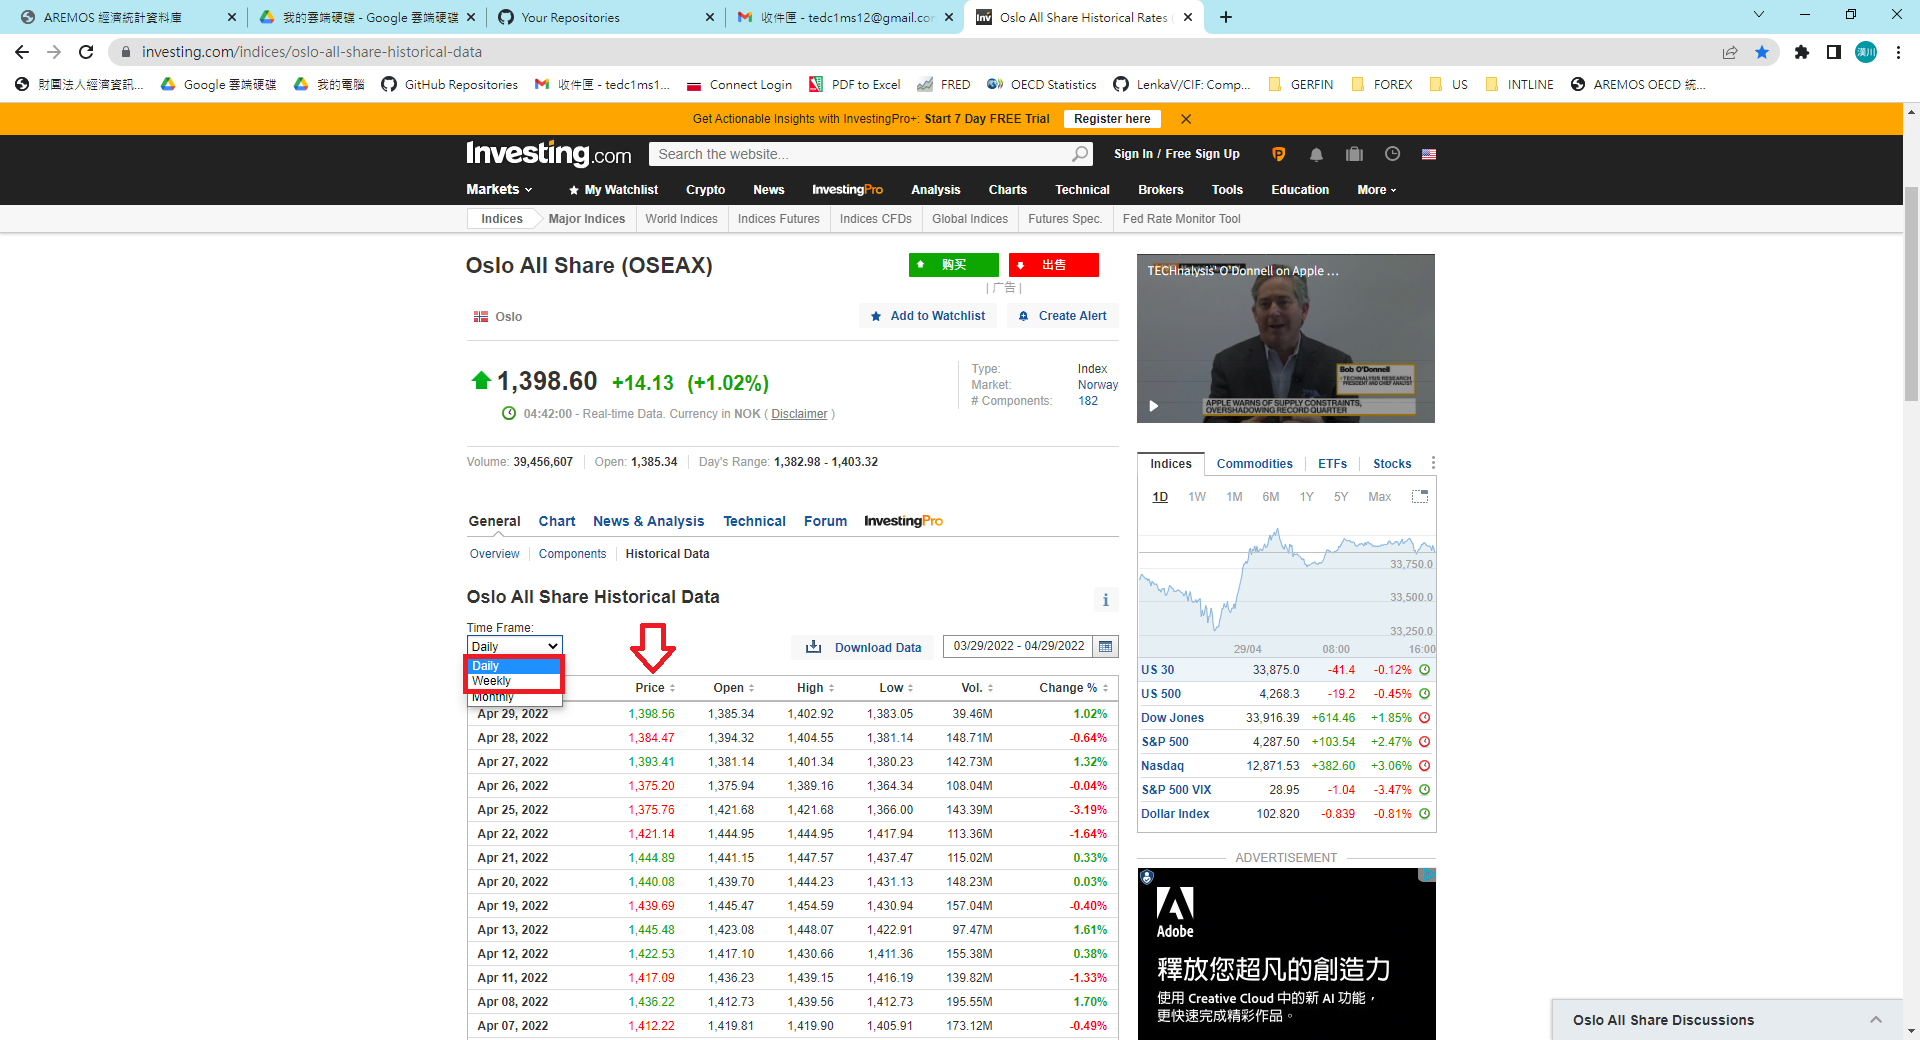 AREMOS 經濟統計資料庫
我的雲端硬碟 - Google 雲端硬碟
Your Repositories
收件匣 - tedc1ms12@gmail.co
Oslo All Share Historical Rates
investing.com/indices/oslo-all-share-historical-data
漢川
財團法人經濟資訊...
Google 雲端硬碟
我的電腦
GitHub Repositories
收件匣 - tedc1ms1...
Connect Login
PDF to Excel
FRED
OECD Statistics
LenkaV/CIF: Comp...
GERFIN
FOREX
US
INTLINE
AREMOS OECD 統...
Get Actionable Insights with InvestingPro+: Start 7 Day FREE Trial
Register here
Investing.com
Search the website...
Sign In / Free Sign Up
Markets
My Watchlist
Crypto
News
InvestingPro
Analysis
Charts
Technical
Brokers
Tools
Education
More
Indices
Major Indices
World Indices
Indices Futures
Indices CFDs
Global Indices
Futures Spec.
Fed Rate Monitor Tool
Oslo All Share (OSEAX)
购买
出售
| 广告 |
Oslo
Add to Watchlist
Create Alert
1,398.60 +14.13 (+1.02%)
04:42:00 - Real-time Data. Currency in NOK ( Disclaimer )
Type: Index
Market: Norway
# Components: 182
Volume: 39,456,607
Open: 1,385.34
Day's Range: 1,382.98 - 1,403.32
General
Chart
News & Analysis
Technical
Forum
InvestingPro
Overview
Components
Historical Data
Oslo All Share Historical Data
i
Time Frame:
Daily
Daily
Weekly
Monthly
Download Data
03/29/2022 - 04/29/2022
Price Open High Low Vol. Change %
Apr 29, 2022 1,398.56 1,385.34 1,402.92 1,383.05 39.46M 1.02%
Apr 28, 2022 1,384.47 1,394.32 1,404.55 1,381.14 148.71M -0.64%
Apr 27, 2022 1,393.41 1,381.14 1,401.34 1,380.23 142.73M 1.32%
Apr 26, 2022 1,375.20 1,375.94 1,389.16 1,364.34 108.04M -0.04%
Apr 25, 2022 1,375.76 1,421.68 1,421.68 1,366.00 143.39M -3.19%
Apr 22, 2022 1,421.14 1,444.95 1,444.95 1,417.94 113.36M -1.64%
Apr 21, 2022 1,444.89 1,441.15 1,447.57 1,437.47 115.02M 0.33%
Apr 20, 2022 1,440.08 1,439.70 1,444.23 1,431.13 148.23M 0.03%
Apr 19, 2022 1,439.69 1,445.47 1,454.59 1,430.94 157.04M -0.40%
Apr 13, 2022 1,445.48 1,423.08 1,448.07 1,422.91 97.47M 1.61%
Apr 12, 2022 1,422.53 1,417.10 1,430.66 1,411.36 155.38M 0.38%
Apr 11, 2022 1,417.09 1,436.23 1,439.15 1,416.19 139.82M -1.33%
Apr 08, 2022 1,436.22 1,412.73 1,439.56 1,412.73 195.55M 1.70%
Apr 07, 2022 1,412.22 1,419.81 1,419.90 1,405.91 173.12M -0.49%
TECHnalysis' O'Donnell on Apple ...
Bob O'Donnell
TECHNALYSIS RESEARCH
PRESIDENT AND CHIEF ANALYST
APPLE WARNS OF SUPPLY CONSTRAINTS,
OVERSHADOWING RECORD QUARTER
Indices
Commodities
ETFs
Stocks
1D 1W 1M 6M 1Y 5Y Max
33,750.0
33,500.0
33,250.0
29/04 08:00 16:00
US 30 33,875.0 -41.4 -0.12%
US 500 4,268.3 -19.2 -0.45%
Dow Jones 33,916.39 +614.46 +1.85%
S&P 500 4,287.50 +103.54 +2.47%
Nasdaq 12,871.53 +382.60 +3.06%
S&P 500 VIX 28.95 -1.04 -3.47%
Dollar Index 102.820 -0.839 -0.81%
ADVERTISEMENT
Adobe
釋放您超凡的創造力
使用 Creative Cloud 中的新 AI 功能，
更快速完成精彩作品。
Oslo All Share Discussions